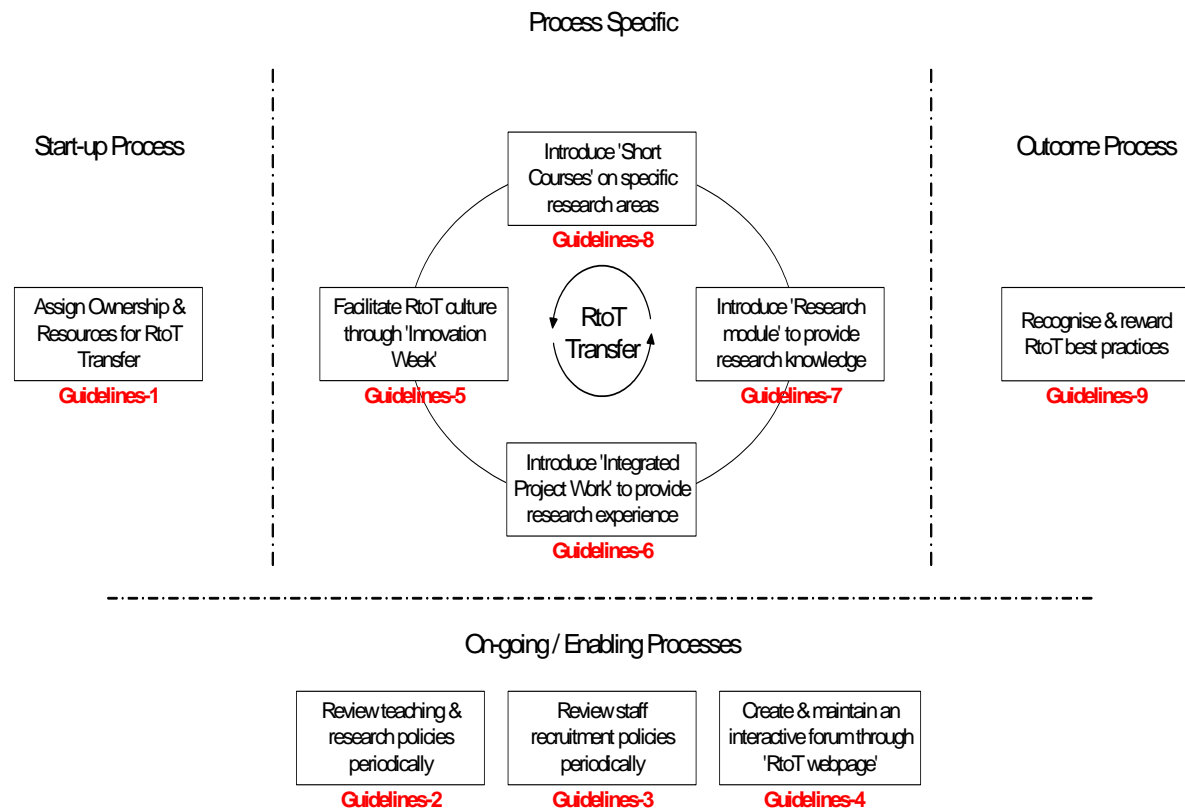 Process Specific
Start-up Process
Assign Ownership &
Resources for RtoT
Transfer
Guidelines-1
Introduce 'Short
Courses' on specific
research areas
Guidelines-8
Facilitate RtoT culture
through 'Innovation
Week'
Guidelines-5
RtoT
Transfer
Introduce 'Research
module' to provide
research knowledge
Guidelines-7
Introduce 'Integrated
Project Work' to provide
research experience
Guidelines-6
Outcome Process
Recognise & reward
RtoT best practices
Guidelines-9
On-going / Enabling Processes
Review teaching &
research policies
periodically
Guidelines-2
Review staff
recruitment policies
periodically
Guidelines-3
Create & maintain an
interactive forum through
'RtoT webpage'
Guidelines-4